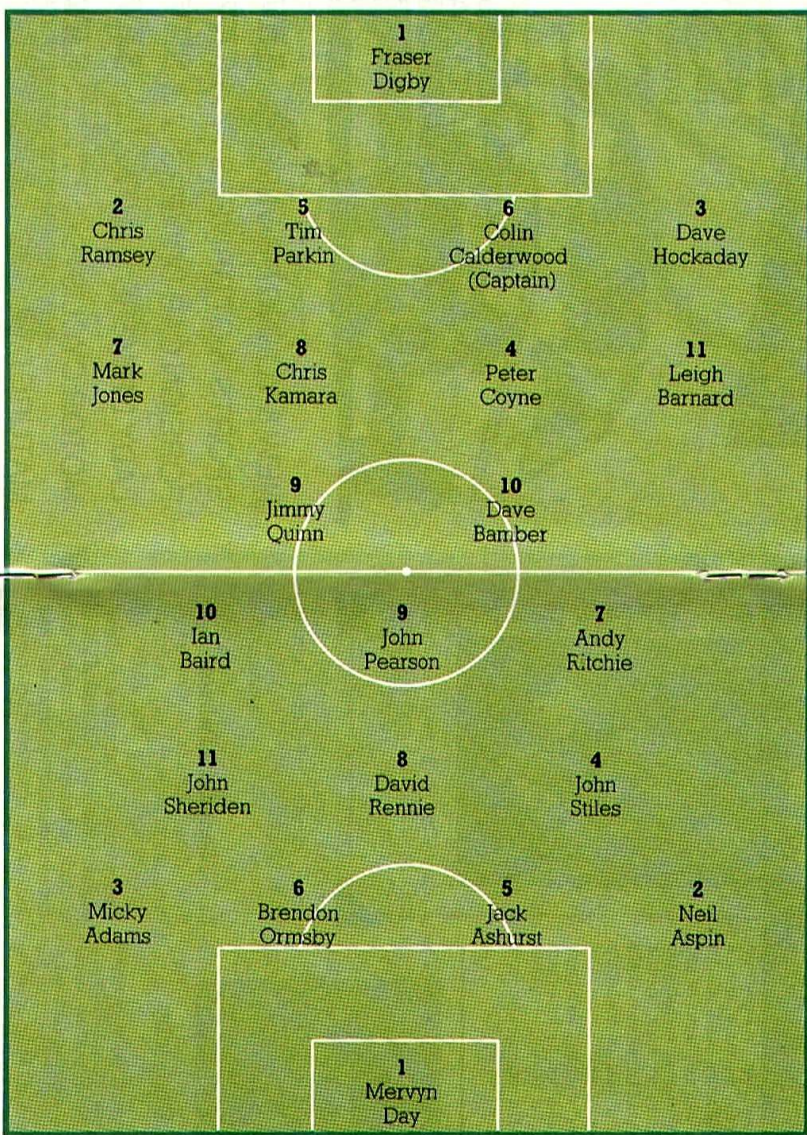 1
Fraser
Digby
2
Chris
Ramsey
5
Tim
Parkin
6
Colin
Calderwood
(Captain)
3
Dave
Hockaday
7
Mark
Jones
8
Chris
Kamara
4
Peter
Coyne
11
Leigh
Barnard
9
Jimmy
Quinn
10
Dave
Bamber
10
Ian
Baird
9
John
Pearson
7
Andy
Ritchie
11
John
Sheriden
8
David
Rennie
4
John
Stiles
3
Micky
Adams
6
Brendon
Ormsby
5
Jack
Ashurst
2
Neil
Aspin
1
Mervyn
Day